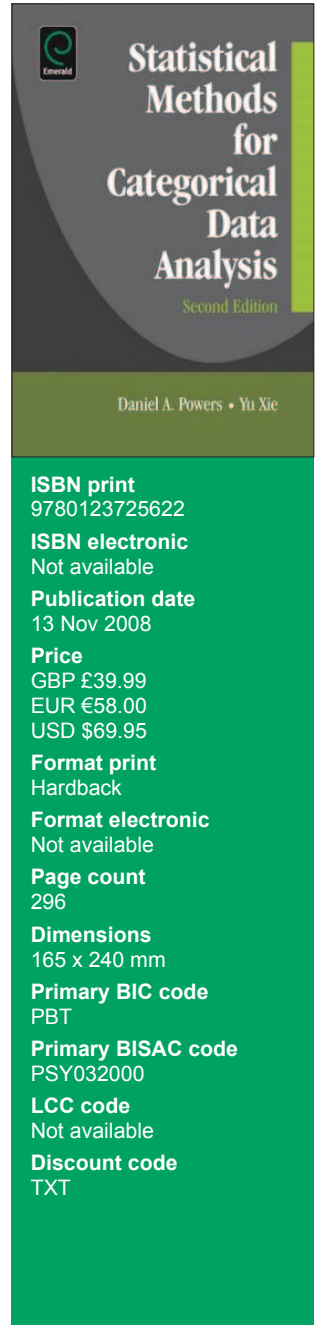 Emerald
Statistical
Methods
for
Categorical
Data
Analysis
Second Edition
Daniel A. Powers • Yu Xie
ISBN print
9780123725622
ISBN electronic
Not available
Publication date
13 Nov 2008
Price
GBP £39.99
EUR €58.00
USD $69.95
Format print
Hardback
Format electronic
Not available
Page count
296
Dimensions
165 x 240 mm
Primary BIC code
PBT
Primary BISAC code
PSY032000
LCC code
Not available
Discount code
TXT